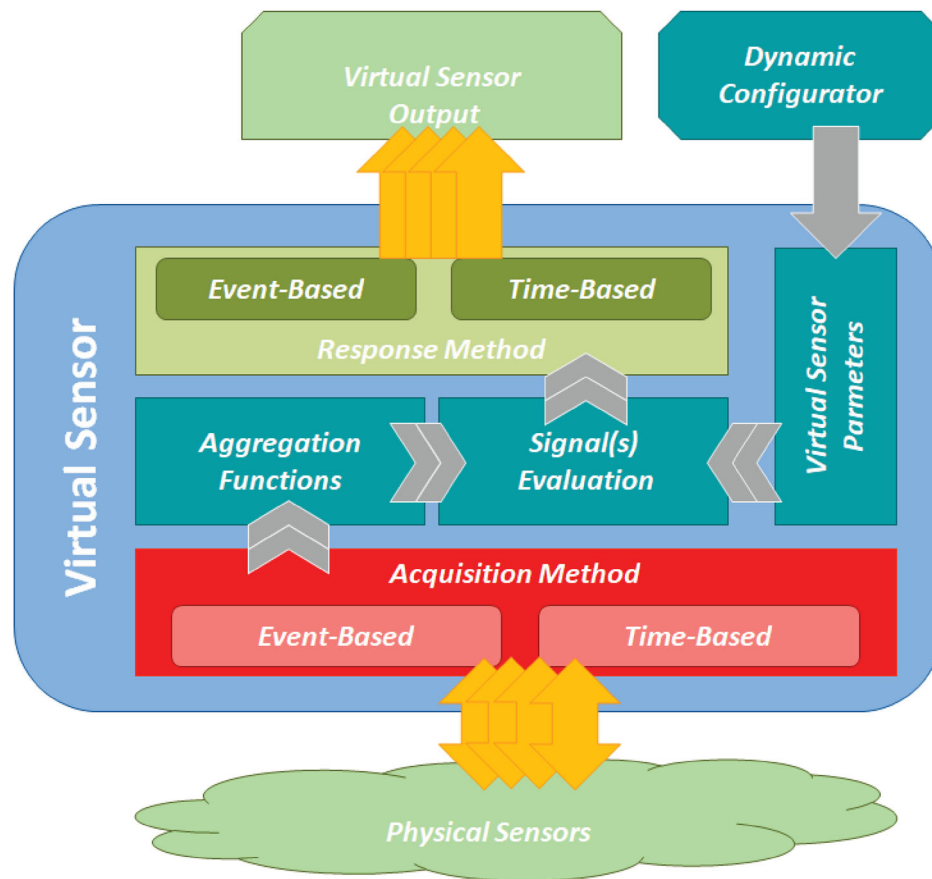 Virtual Sensor
Output
Dynamic
Configurator
Virtual Sensor
Event-Based
Time-Based
Response Method
Virtual Sensor
Parmeters
Aggregation
Functions
Signal(s)
Evaluation
Acquisition Method
Event-Based
Time-Based
Physical Sensors